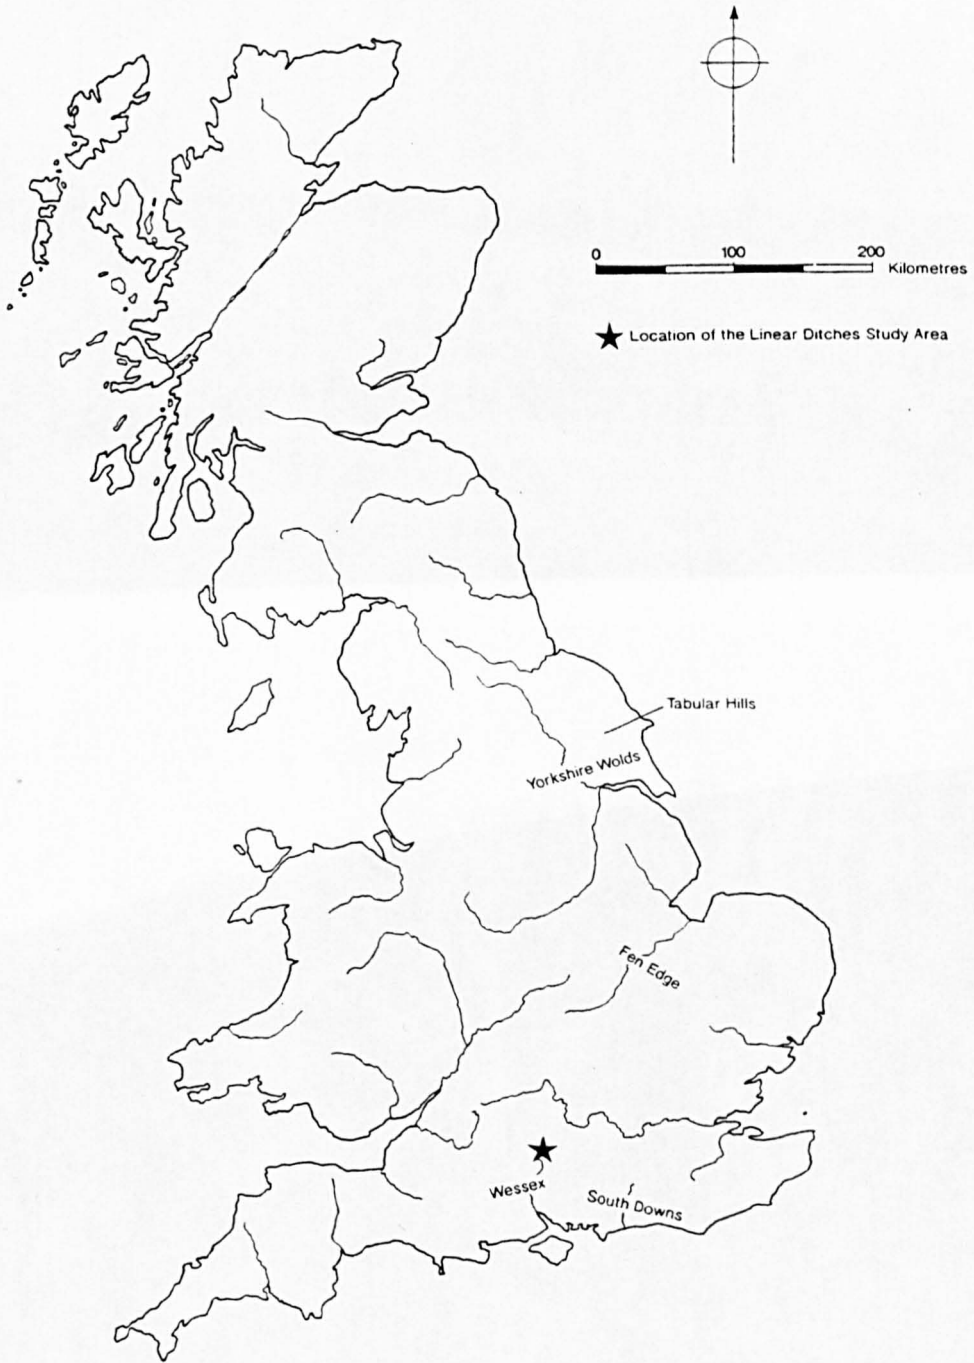 0 100 200 Kilometres
Location of the Linear Ditches Study Area
Tabular Hills
Yorkshire Wolds
Fen Edge
Wessex
South Downs